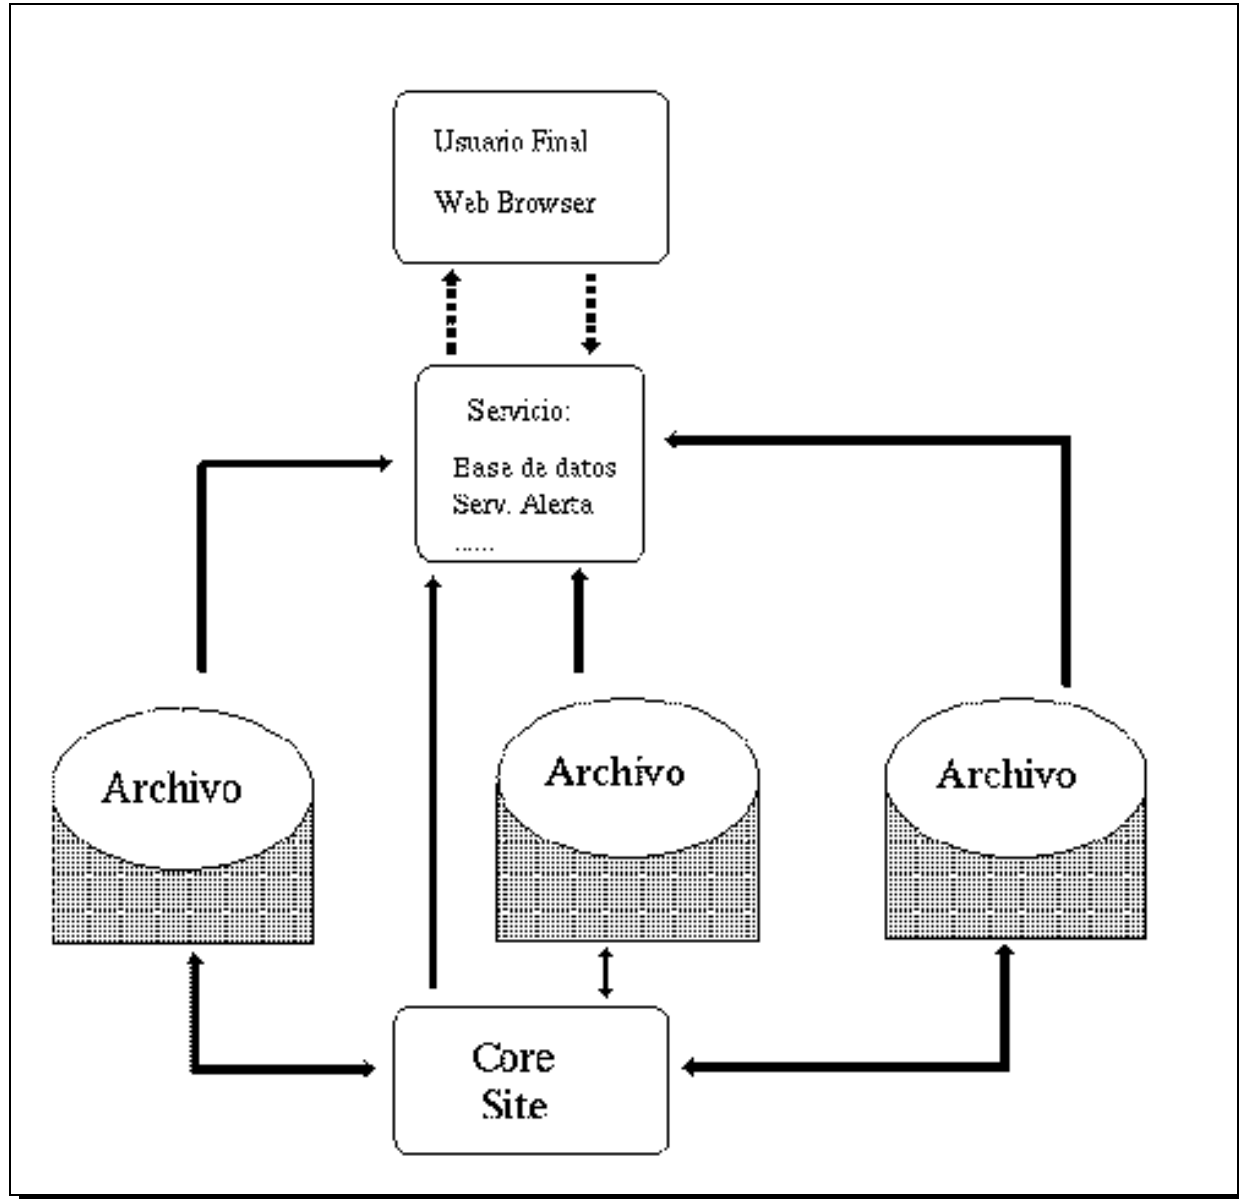 Usuario Final
Web Browser
Servicio:
Base de datos
Serv. Alerta
......
Archivo
Archivo
Archivo
Core
Site